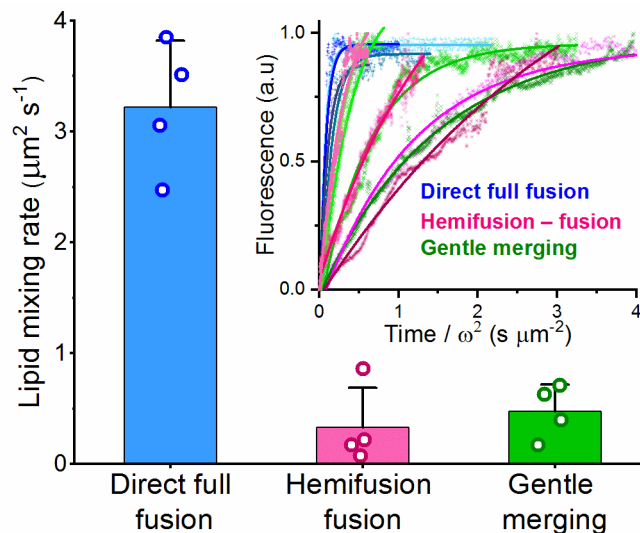 Lipid mixing rate (μm² s⁻¹)
4
3
2
1
0
Direct full
fusion
Hemifusion
fusion
Gentle
merging
Fluorescence (a.u)
1.0
0.5
0.0
Direct full fusion
Hemifusion – fusion
Gentle merging
0
1
2
3
4
Time / ω² (s μm⁻²)